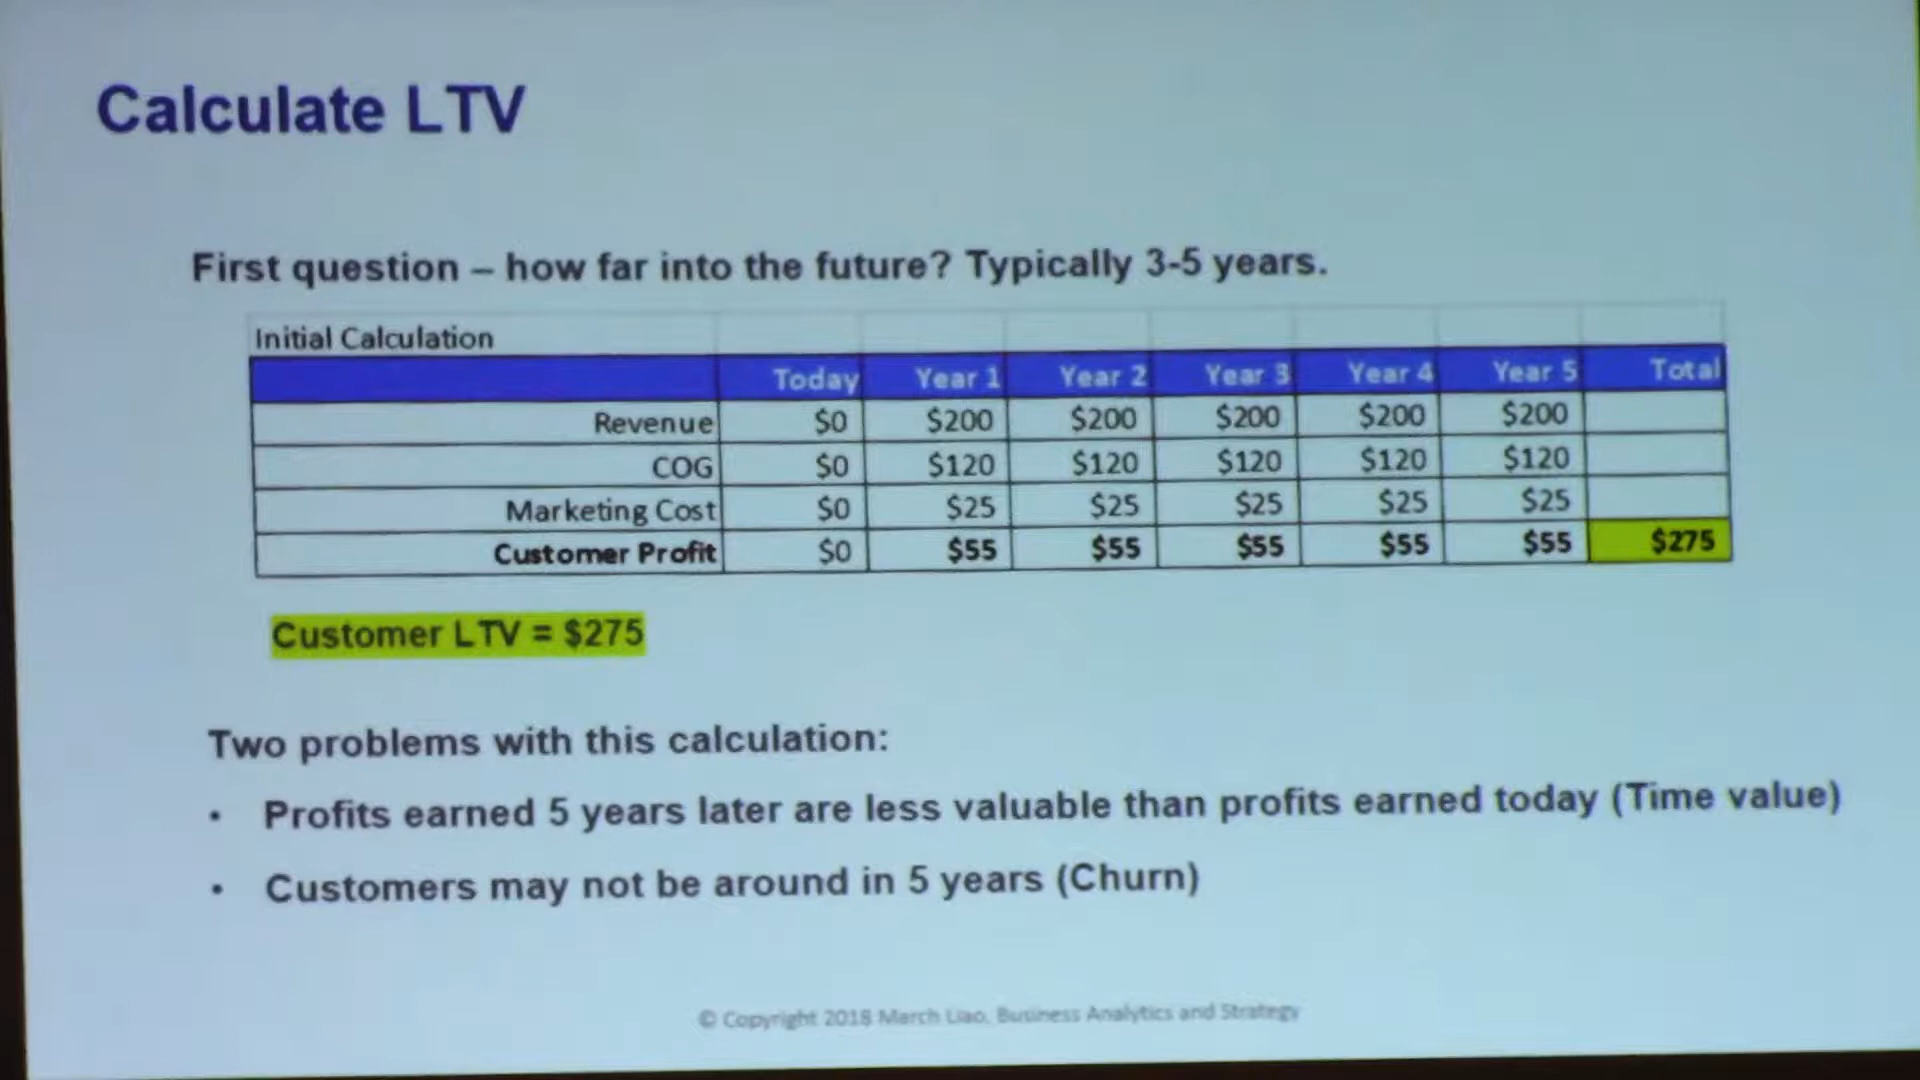 Calculate LTV
First question – how far into the future? Typically 3-5 years.
Initial Calculation
Today Year 1 Year 2 Year 3 Year 4 Year 5 Total
Revenue $0 $200 $200 $200 $200 $200
COG $0 $120 $120 $120 $120 $120
Marketing Cost $0 $25 $25 $25 $25 $25
Customer Profit $0 $55 $55 $55 $55 $55 $275
Customer LTV = $275
Two problems with this calculation:
• Profits earned 5 years later are less valuable than profits earned today (Time value)
• Customers may not be around in 5 years (Churn)
© Copyright 2018 March Liao, Business Analytics and Strategy